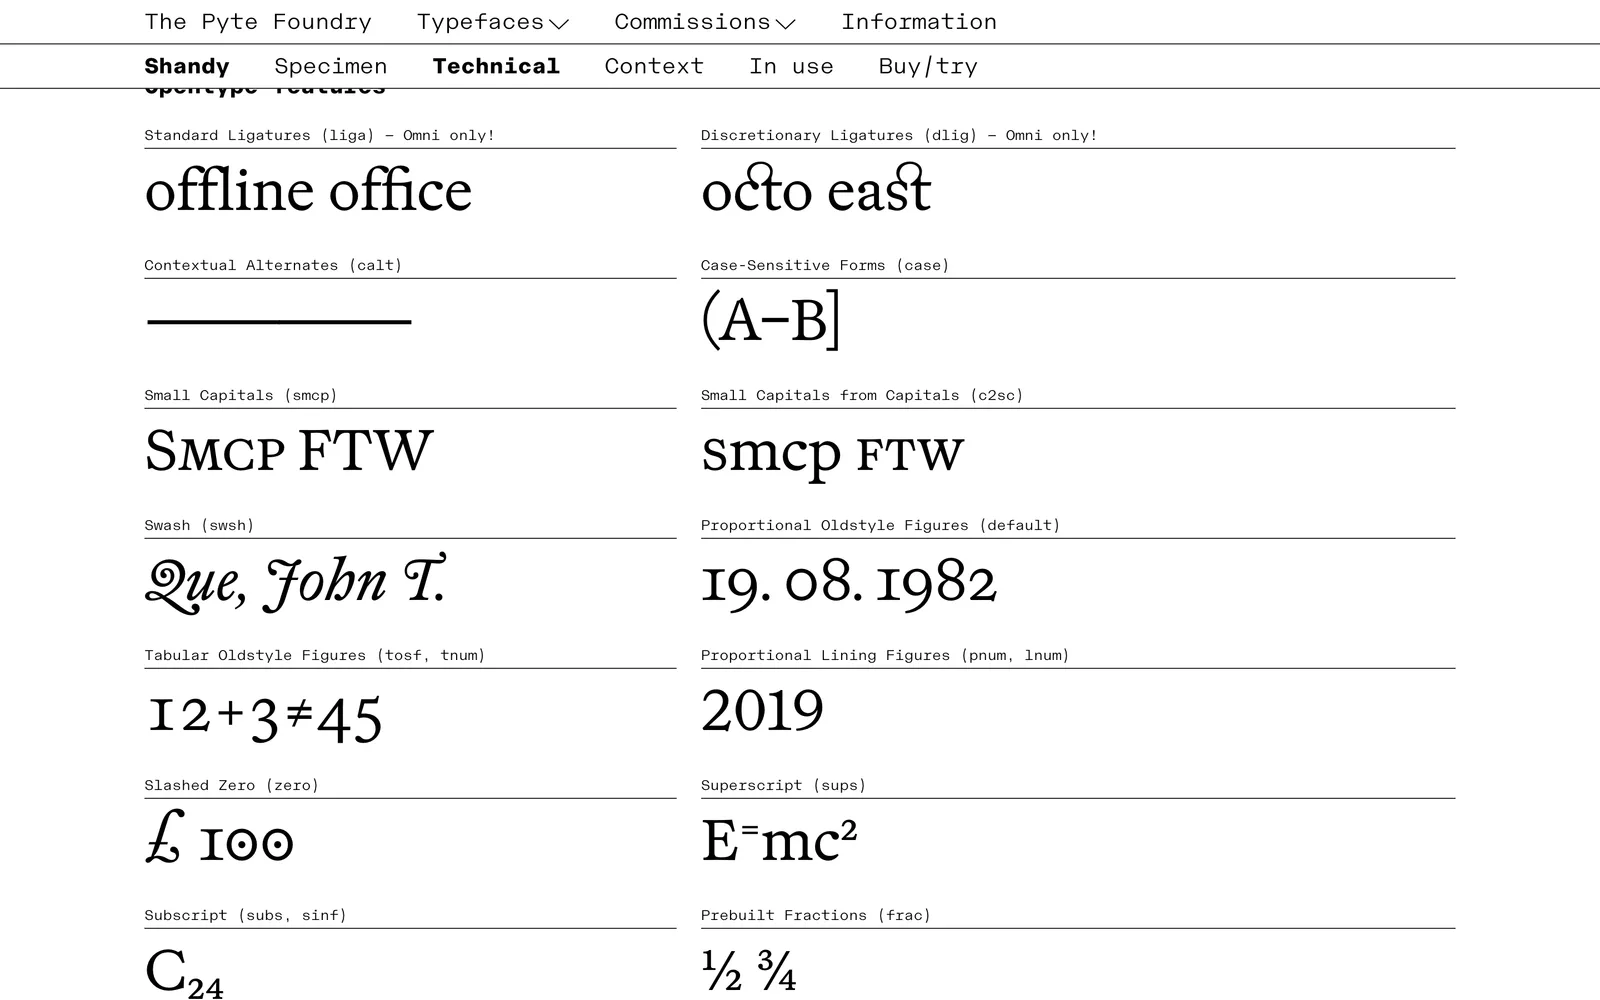 The Pyte Foundry Typefaces Commissions Information
Shandy Specimen Technical Context In use Buy/try
Opentype features
Standard Ligatures (liga) – Omni only!
offline office
Discretionary Ligatures (dlig) – Omni only!
octo east
Contextual Alternates (calt)
Case-Sensitive Forms (case)
(A–B]
Small Capitals (smcp)
Smcp FTW
Small Capitals from Capitals (c2sc)
smcp FTW
Swash (swsh)
Que, John T.
Proportional Oldstyle Figures (default)
19. 08. 1982
Tabular Oldstyle Figures (tosf, tnum)
12+3≠45
Proportional Lining Figures (pnum, lnum)
2019
Slashed Zero (zero)
£ 100
Superscript (sups)
E⁼mc²
Subscript (subs, sinf)
C₂₄
Prebuilt Fractions (frac)
½ ¾